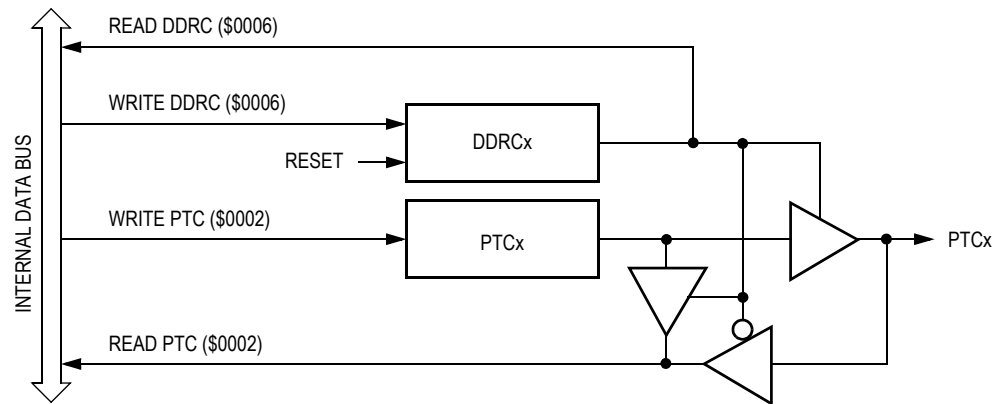 READ DDRC ($0006)
WRITE DDRC ($0006)
DDRCx
RESET
INTERNAL DATA BUS
WRITE PTC ($0002)
PTCx
PTCx
READ PTC ($0002)